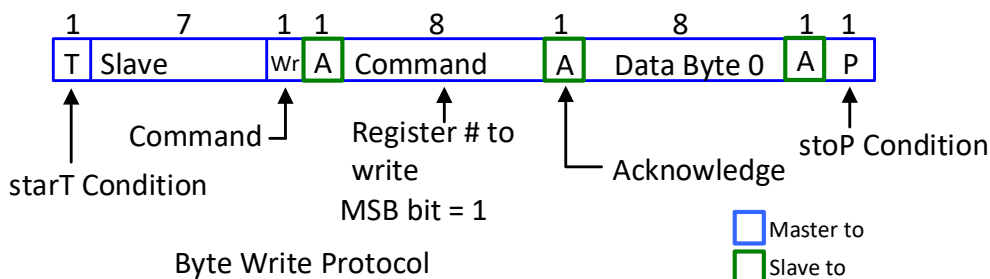 1 7 1 1 8 1 8 1 1
T Slave Wr A Command A Data Byte 0 A P
Command
Register # to
write
MSB bit = 1
Acknowledge
stoP Condition
starT Condition
Byte Write Protocol
Master to
Slave to